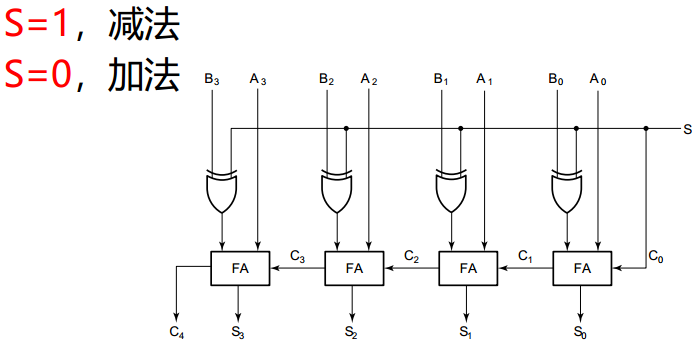 S=1，减法
S=0，加法
B3 A3 B2 A2 B1 A1 B0 A0
S
C3 C2 C1 C0
FA FA FA FA
C4 S3 S2 S1 S0